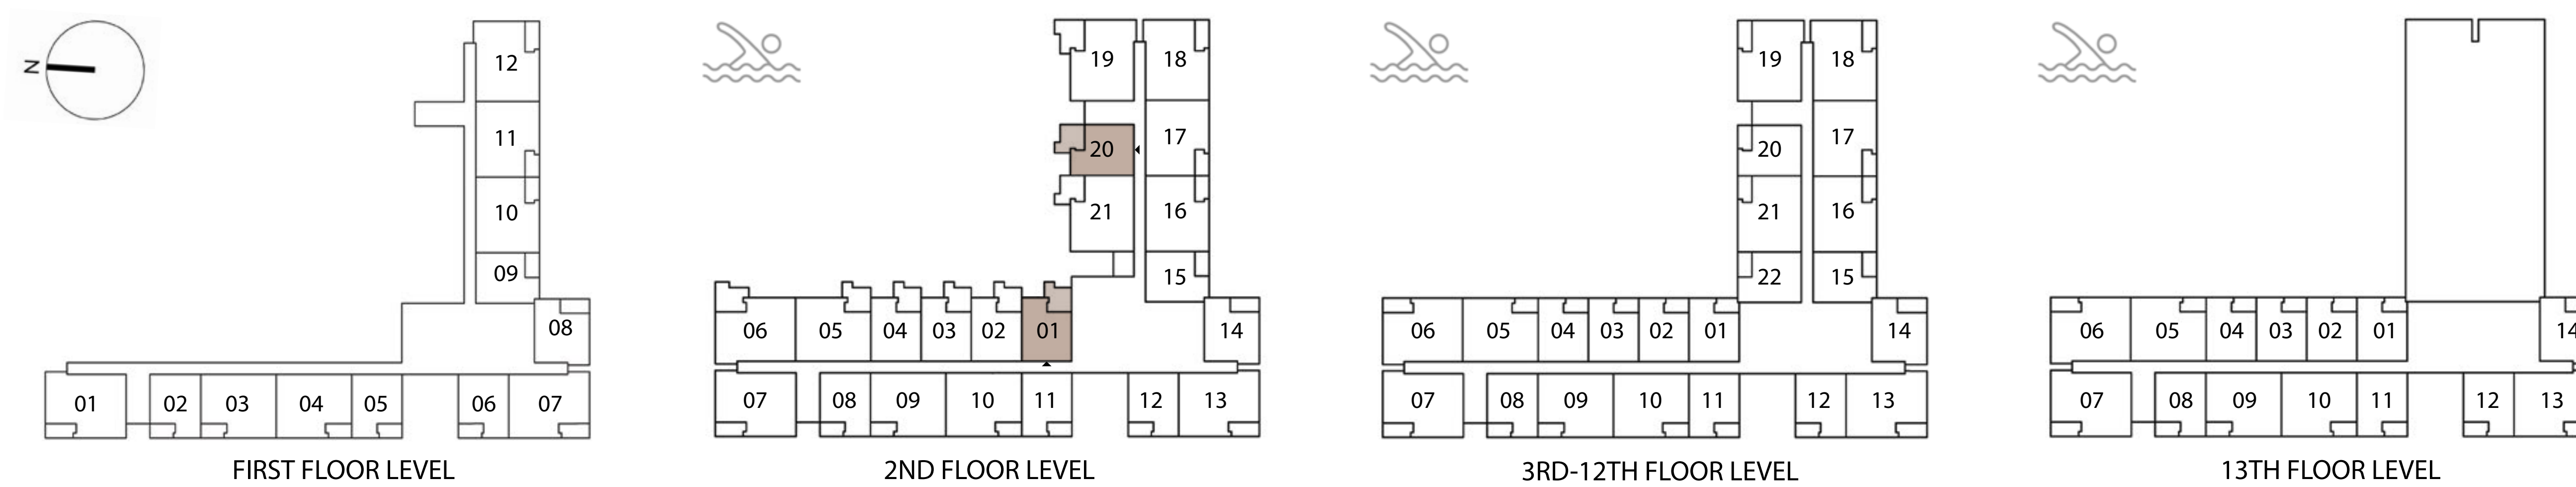 N
12
11
10
09
08
01 02 03 04 05 06 07
FIRST FLOOR LEVEL
19 18
20 17
21 16
15
06 05 04 03 02 01 14
07 08 09 10 11 12 13
2ND FLOOR LEVEL
19 18
20 17
21 16
22 15
06 05 04 03 02 01 14
07 08 09 10 11 12 13
3RD-12TH FLOOR LEVEL
06 05 04 03 02 01 14
07 08 09 10 11 12 13
13TH FLOOR LEVEL